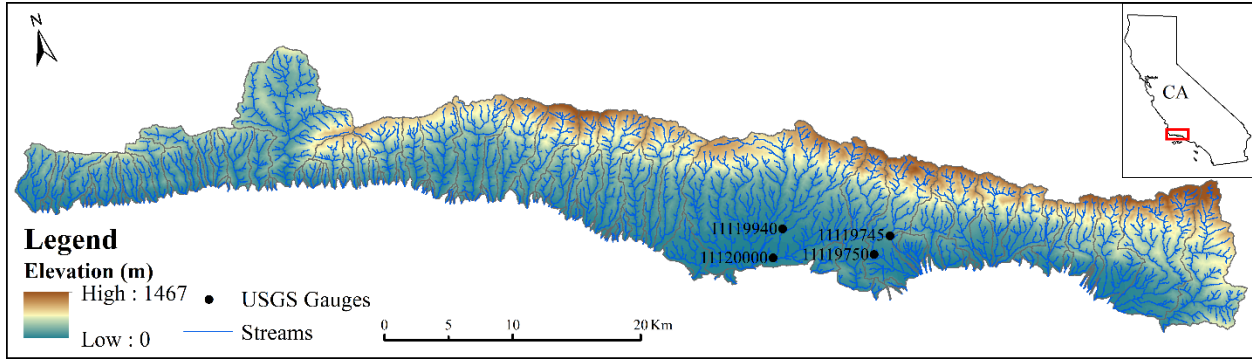 N
CA
11119940
11119745
11120000
11119750
Legend
Elevation (m)
High : 1467
USGS Gauges
Low : 0
Streams
0 5 10 20 Km